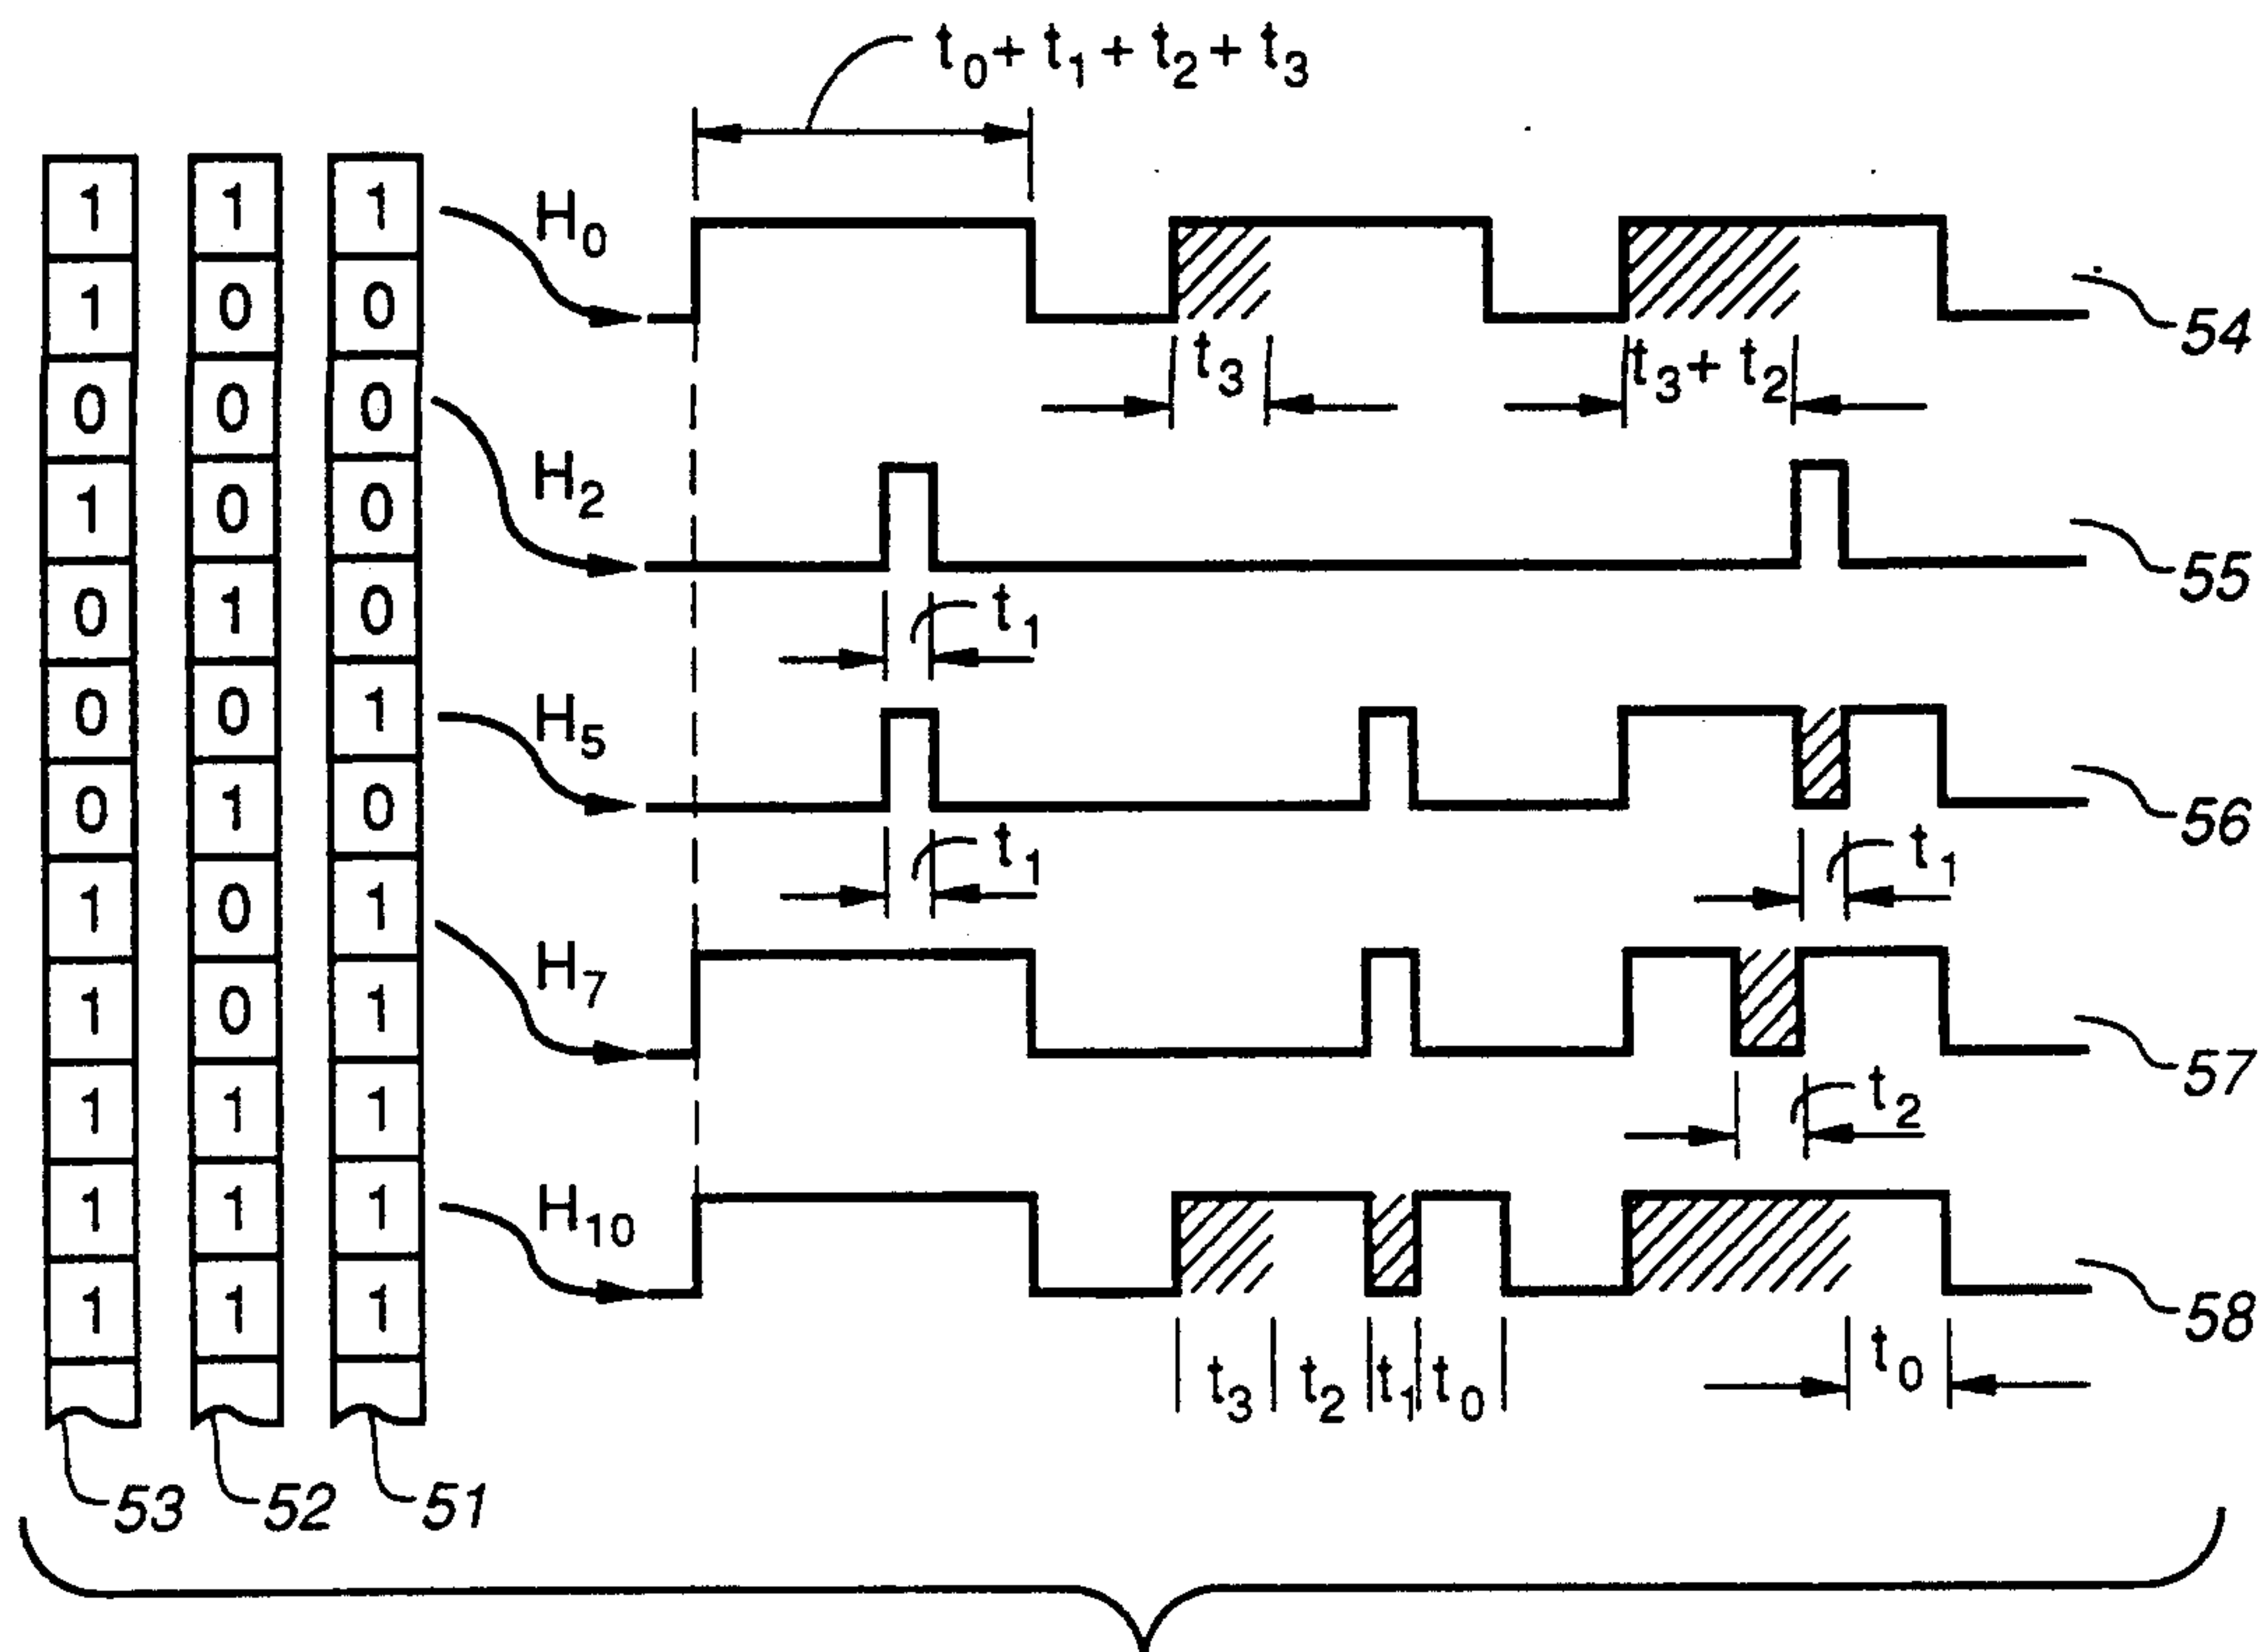 t₀ + t₁ + t₂ + t₃
1 1 1
1 0 0
0 0 0
1 0 0
0 1 0
0 0 1
0 1 0
1 0 1
1 0 1
1 1 1
1 1 1
1 1 1
53 52 51
H₀
t₃
t₃ + t₂
54
H₂
t₁
55
H₅
t₁
t₁
56
H₇
t₂
57
H₁₀
t₃ t₂ t₁ t₀
t₀
58